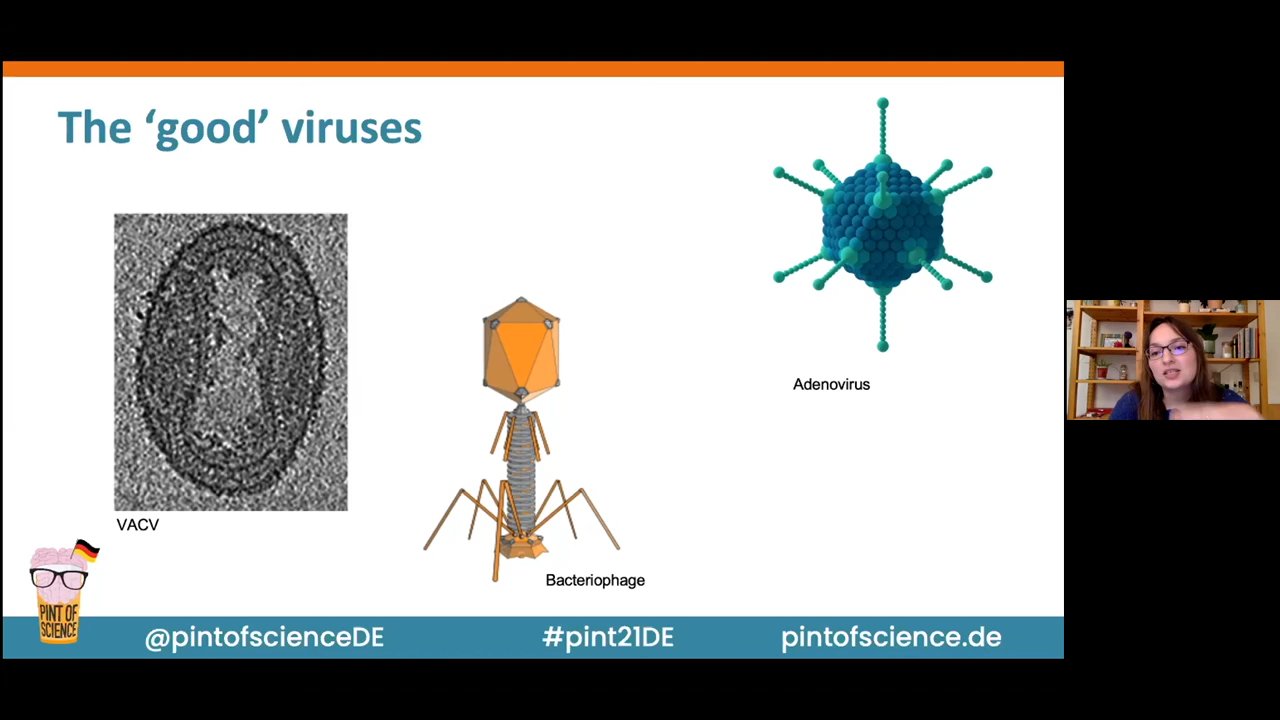 The ‘good’ viruses
Adenovirus
VACV
Bacteriophage
PINT OF
SCIENCE
@pintofscienceDE
#pint21DE
pintofscience.de